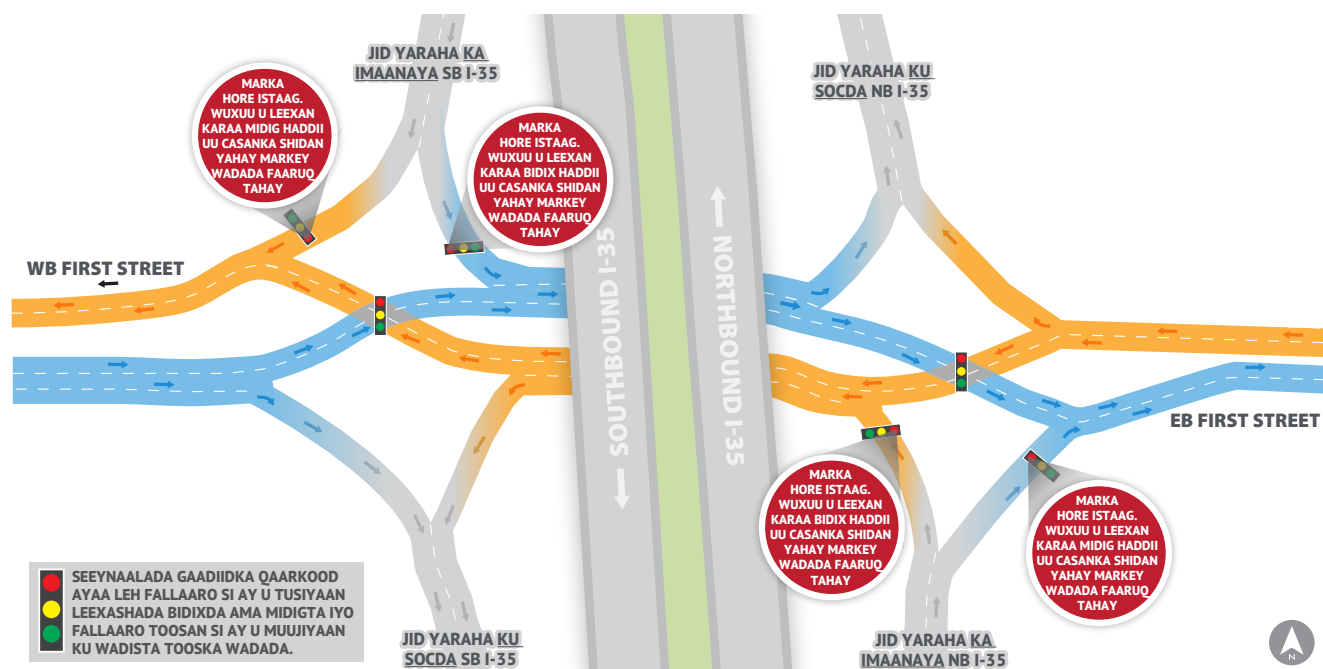 JID YARAHA KA
IMAANAYA SB I-35
JID YARAHA KU
SOCDA NB I-35
MARKA
HORE ISTAAG.
WUXUU U LEEXAN
KARAA MIDIG HADDII
UU CASANKA SHIDAN
YAHAY MARKEY
WADADA FAARUQ
TAHAY
MARKA
HORE ISTAAG.
WUXUU U LEEXAN
KARAA BIDIX HADDII
UU CASANKA SHIDAN
YAHAY MARKEY
WADADA FAARUQ
TAHAY
WB FIRST STREET
SOUTHBOUND I-35
NORTHBOUND I-35
EB FIRST STREET
MARKA
HORE ISTAAG.
WUXUU U LEEXAN
KARAA BIDIX HADDII
UU CASANKA SHIDAN
YAHAY MARKEY
WADADA FAARUQ
TAHAY
MARKA
HORE ISTAAG.
WUXUU U LEEXAN
KARAA MIDIG HADDII
UU CASANKA SHIDAN
YAHAY MARKEY
WADADA FAARUQ
TAHAY
SEEYNAALADA GAADIIDKA QAARKOOD
AYAA LEH FALLAARO SI AY U TUSIYAAN
LEEXASHADA BIDIXDA AMA MIDIGTA IYO
FALLAARO TOOSAN SI AY U MUUJIYAAN
KU WADISTA TOOSKA WADADA.
JID YARAHA KU
SOCDA SB I-35
JID YARAHA KA
IMAANAYA NB I-35
N